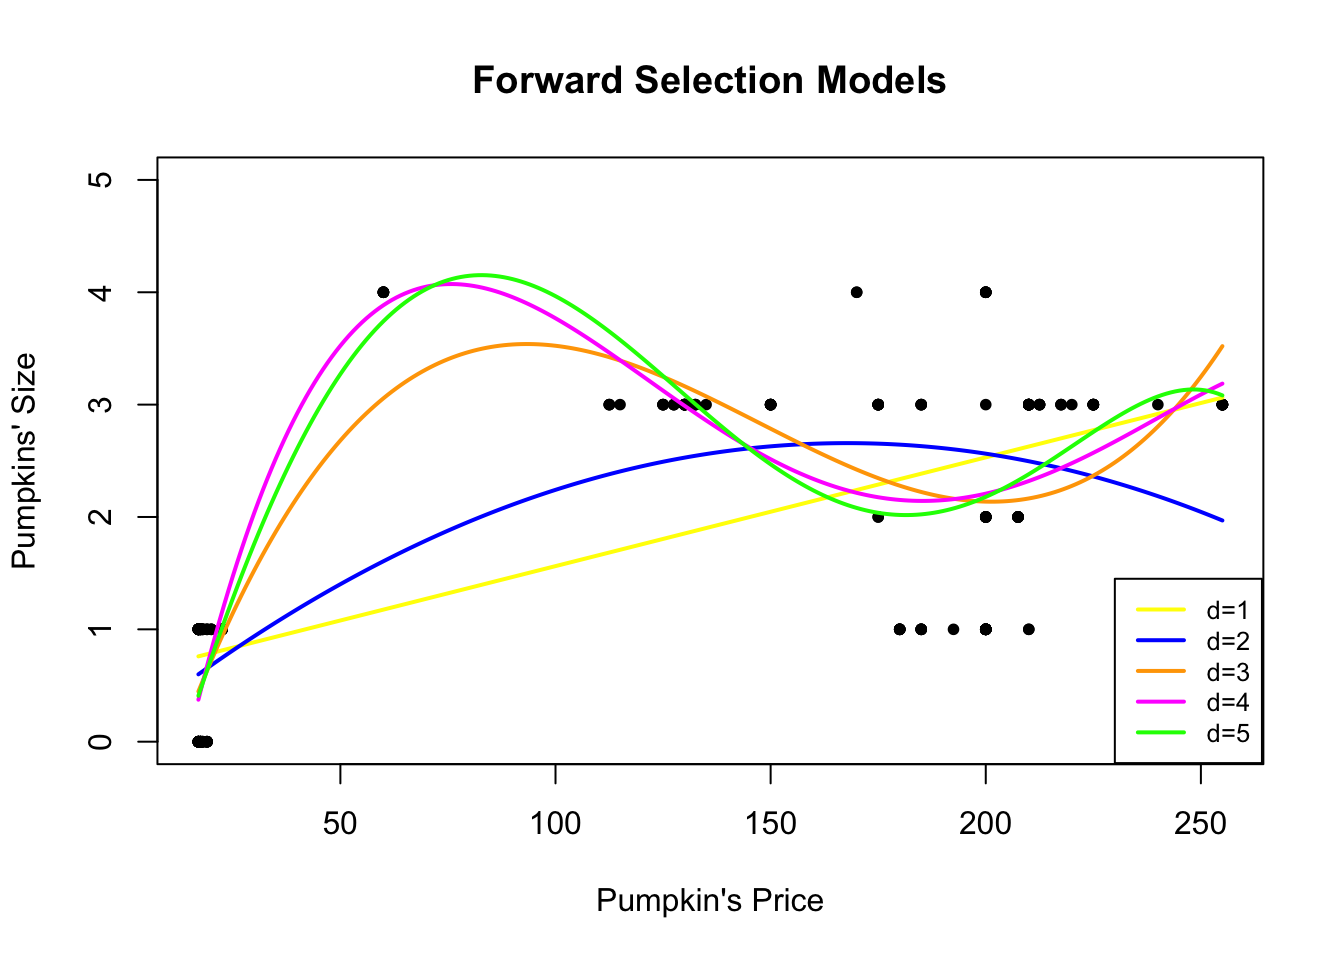 Forward Selection Models
Pumpkins' Size
5
4
3
2
1
0
d=1
d=2
d=3
d=4
d=5
50 100 150 200 250
Pumpkin's Price